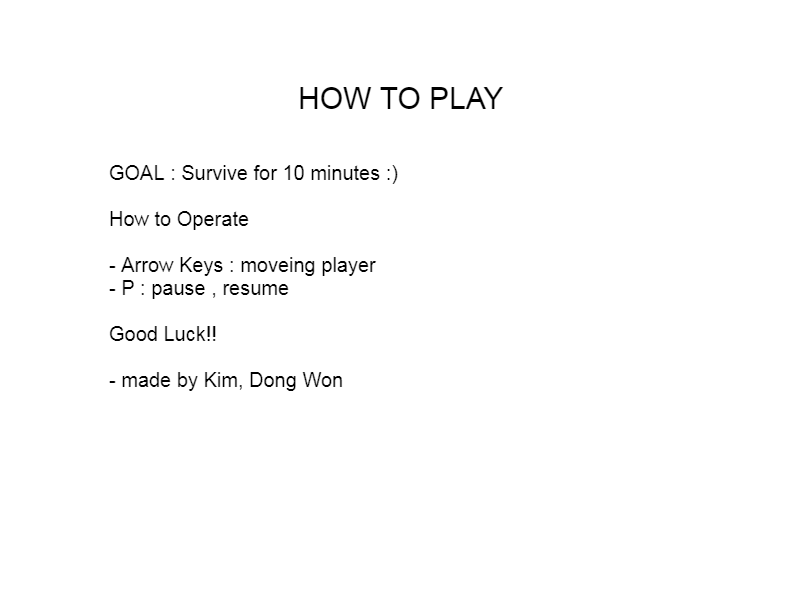 HOW TO PLAY
GOAL : Survive for 10 minutes :)
How to Operate
- Arrow Keys : moveing player
- P : pause , resume
Good Luck!!
- made by Kim, Dong Won